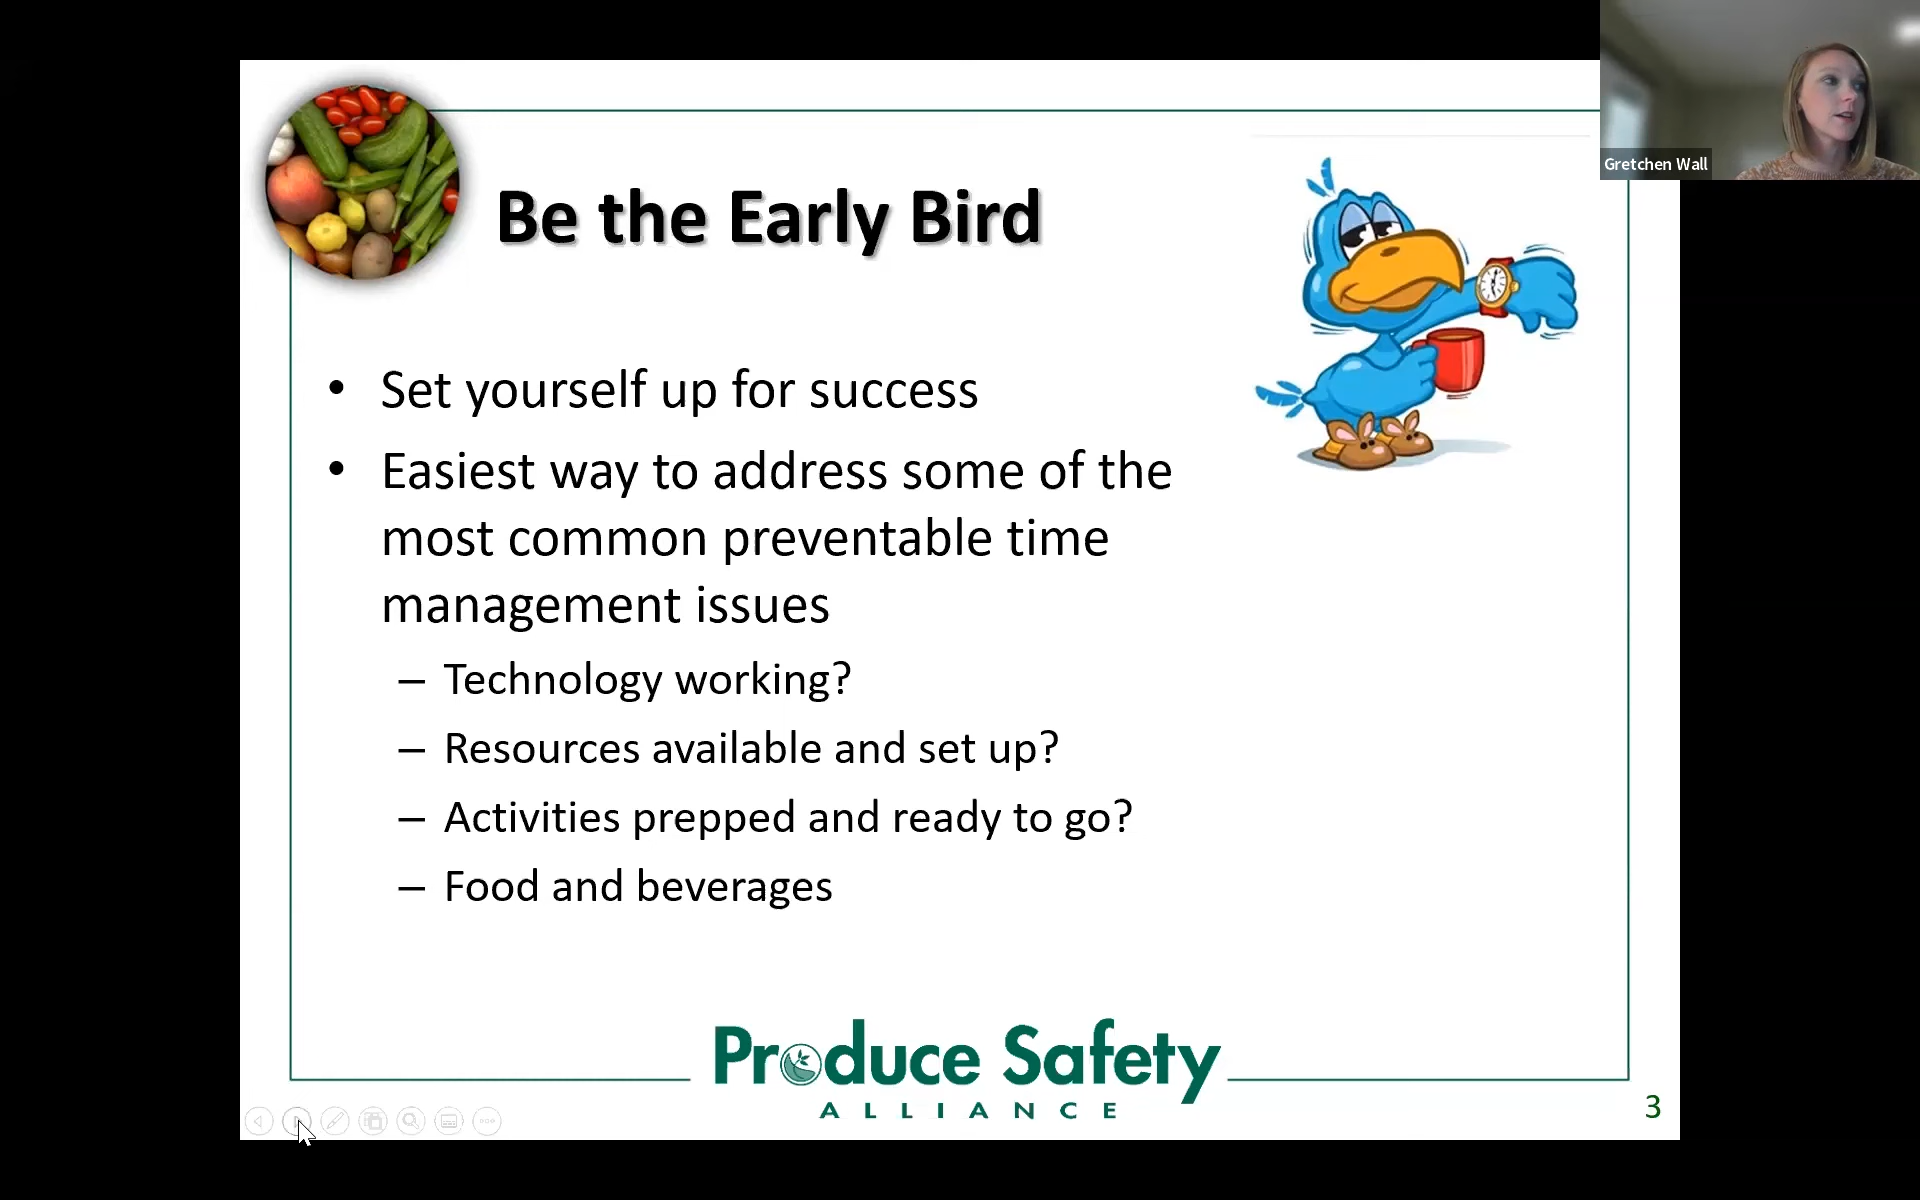 Gretchen Wall
Be the Early Bird
• Set yourself up for success
• Easiest way to address some of the
most common preventable time
management issues
– Technology working?
– Resources available and set up?
– Activities prepped and ready to go?
– Food and beverages
Produce Safety
ALLIANCE
3